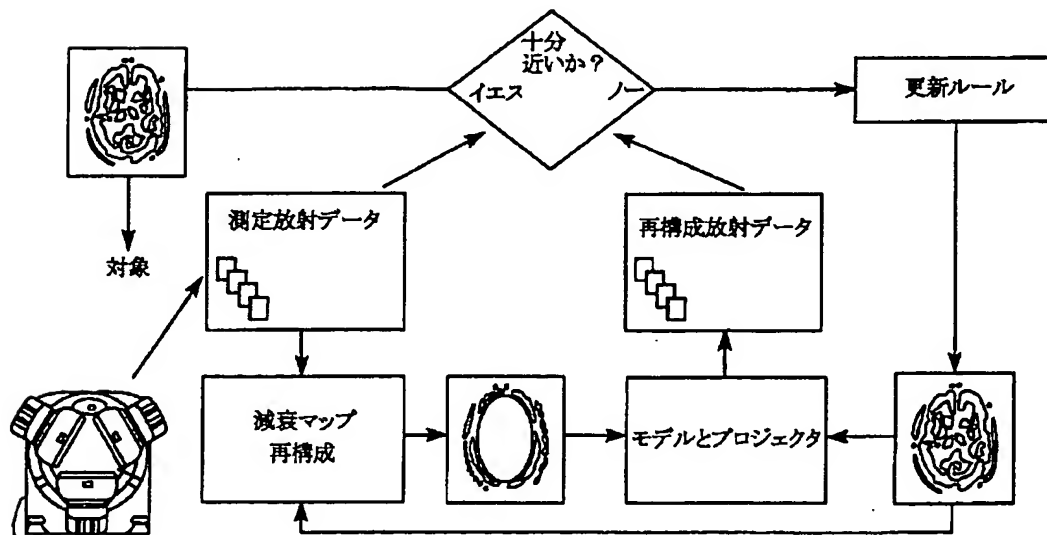 十分
近いか?
イエス
ノー
更新ルール
測定放射データ
再構成放射データ
対象
減衰マップ
再構成
モデルとプロジェクタ